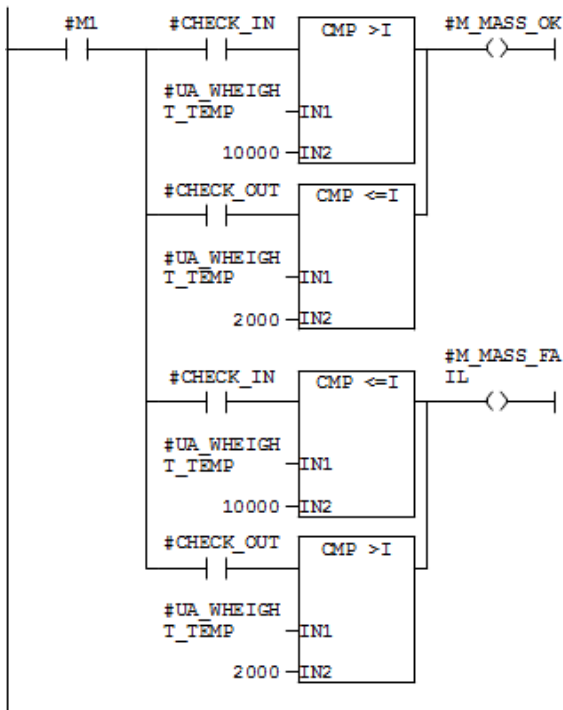 #M1
#CHECK_IN
CMP >I
#M_MASS_OK
#UA_WHEIGH
T_TEMP
IN1
10000
IN2
#CHECK_OUT
CMP <=I
#UA_WHEIGH
T_TEMP
IN1
2000
IN2
#CHECK_IN
CMP <=I
#M_MASS_FA
IL
#UA_WHEIGH
T_TEMP
IN1
10000
IN2
#CHECK_OUT
CMP >I
#UA_WHEIGH
T_TEMP
IN1
2000
IN2